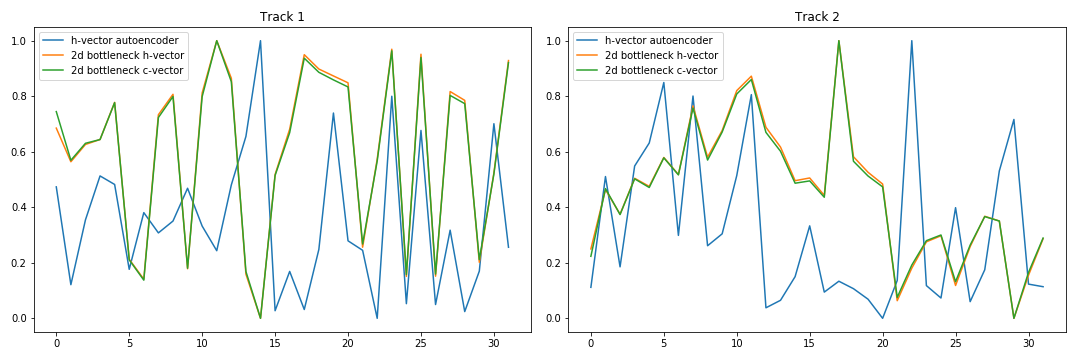 Track 1
h-vector autoencoder
2d bottleneck h-vector
2d bottleneck c-vector
1.0
0.8
0.6
0.4
0.2
0.0
0 5 10 15 20 25 30
Track 2
h-vector autoencoder
2d bottleneck h-vector
2d bottleneck c-vector
1.0
0.8
0.6
0.4
0.2
0.0
0 5 10 15 20 25 30